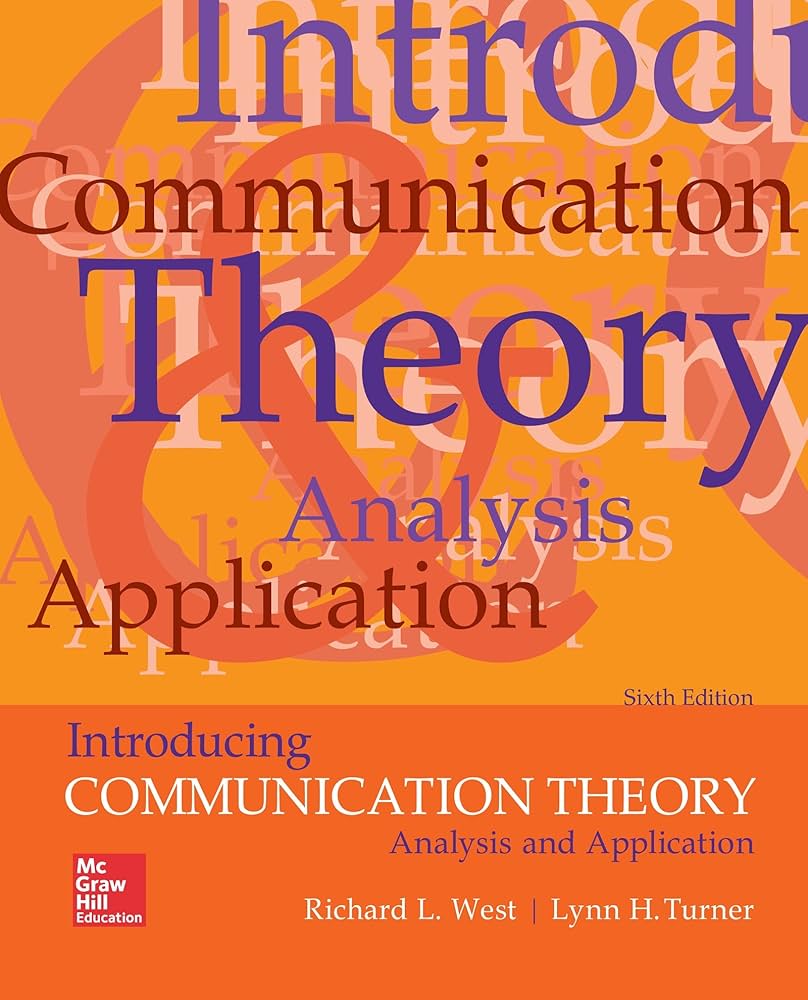 Introdu
Communication
Theory
Analysis
Application
Sixth Edition
Introducing
COMMUNICATION THEORY
Analysis and Application
Mc
Graw
Hill
Education
Richard L. West | Lynn H. Turner